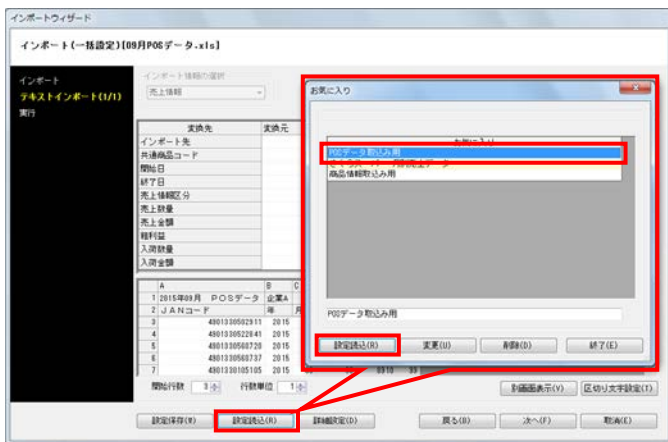 インポートウィザード
インポート(一括設定)[09月POSデータ.xls]
インポート
テキストインポート(1/1)
実行
インポート情報の選択
売上情報
変換先 変換元
インポート先
共通商品コード
開始日
終了日
売上情報区分
売上数量
売上金額
粗利益
入荷数量
入荷金額
A B C
1 2015年09月 POSデータ 企業A
2 JANコード 年 月
3 4901330502911 2015
4 4901330522841 2015
5 4901330560720 2015
6 4901330560737 2015
7 4901330105105 2015
開始行数 3 行数単位 1
別画面表示(V) 区切り文字設定(T)
設定保存(W) 設定読込(R) 詳細設定(D) 戻る(B) 次へ(F) 取消(C)
お気に入り
お気に入り
POSデータ取込み用
商品情報取込み用
POSデータ取込み用
設定読込(R) 変更(U) 削除(D) 終了(E)